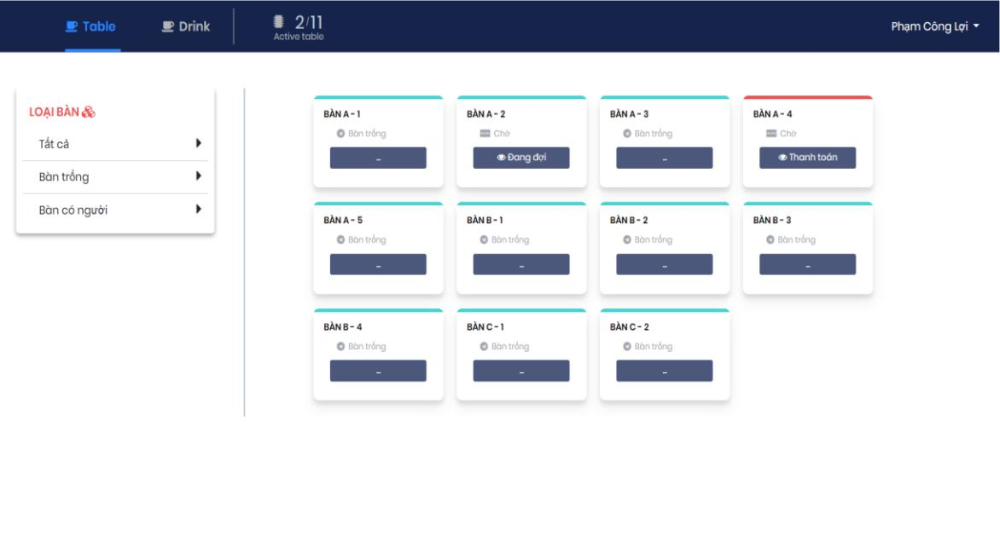 Table Drink 2/11 Phạm Công Lợi
Active table
LOẠI BÀN
Tất cả
Bàn trống
Bàn có người
BÀN A - 1 BÀN A - 2 BÀN A - 3 BÀN A - 4
Bàn trống Chờ Bàn trống Chờ
_ Đang đợi _ Thanh toán
BÀN A - 5 BÀN B - 1 BÀN B - 2 BÀN B - 3
Bàn trống Bàn trống Bàn trống Bàn trống
_ _ _ _
BÀN B - 4 BÀN C - 1 BÀN C - 2
Bàn trống Bàn trống Bàn trống
_ _ _